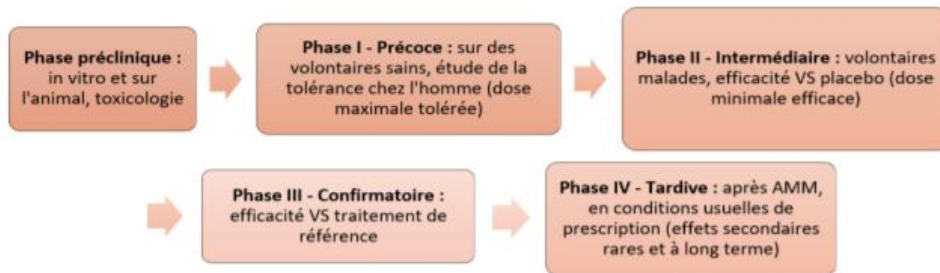 Phase préclinique :
in vitro et sur
l'animal, toxicologie
Phase I - Précoce : sur des
volontaires sains, étude de la
tolérance chez l'homme (dose
maximale tolérée)
Phase II - Intermédiaire : volontaires
malades, efficacité VS placebo (dose
minimale efficace)
Phase III - Confirmatoire :
efficacité VS traitement de
référence
Phase IV - Tardive : après AMM,
en conditions usuelles de
prescription (effets secondaires
rares et à long terme)